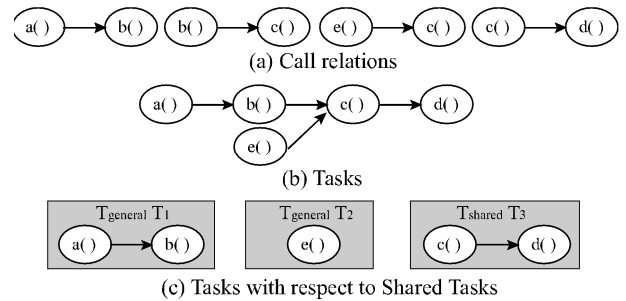 a( ) b( ) b( ) c( ) e( ) c( ) c( ) d( )
(a) Call relations
a( ) b( ) c( ) d( )
e( )
(b) Tasks
Tgeneral T1 Tgeneral T2 Tshared T3
a( ) b( ) e( ) c( ) d( )
(c) Tasks with respect to Shared Tasks